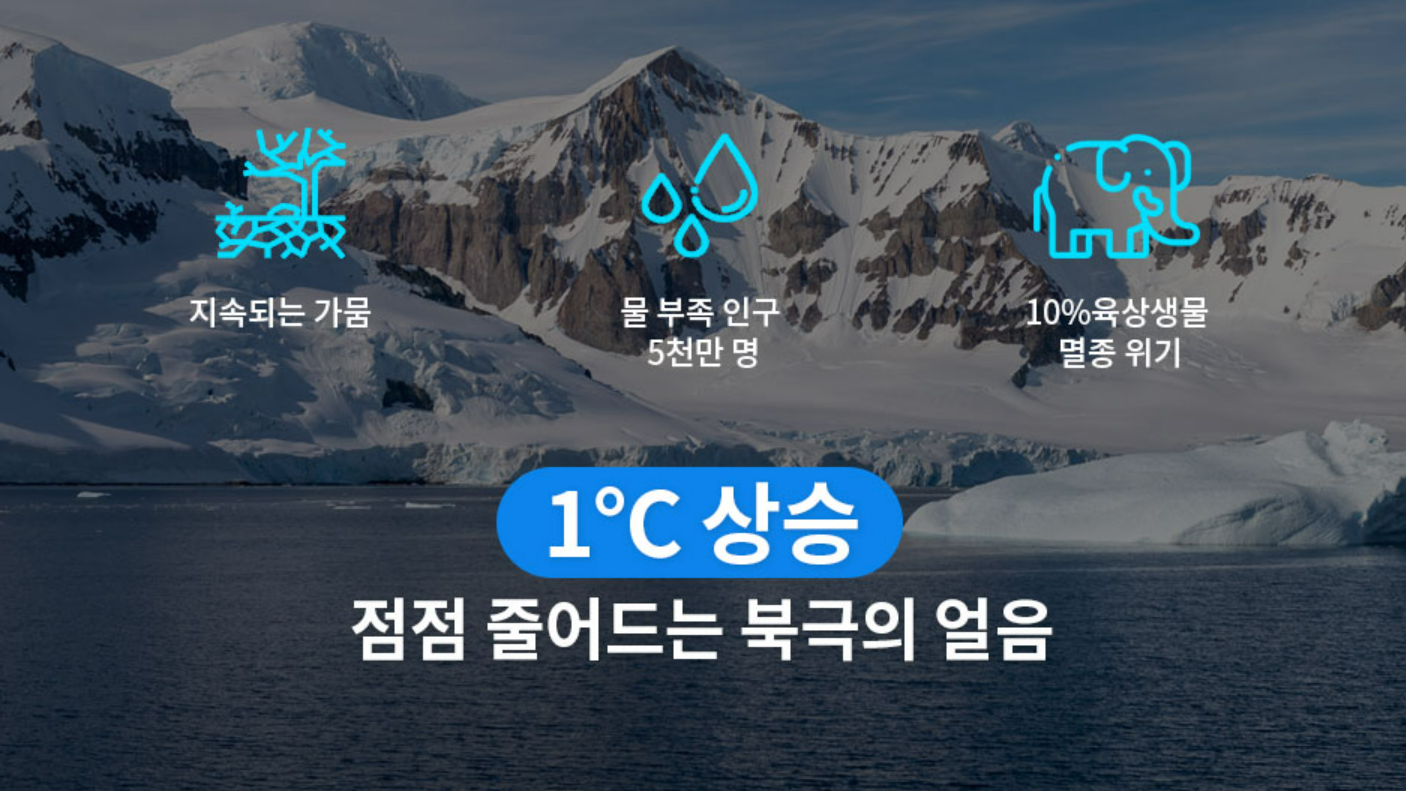 지속되는 가뭄
물 부족 인구
5천만 명
10%육상생물
멸종 위기
1℃ 상승
점점 줄어드는 북극의 얼음